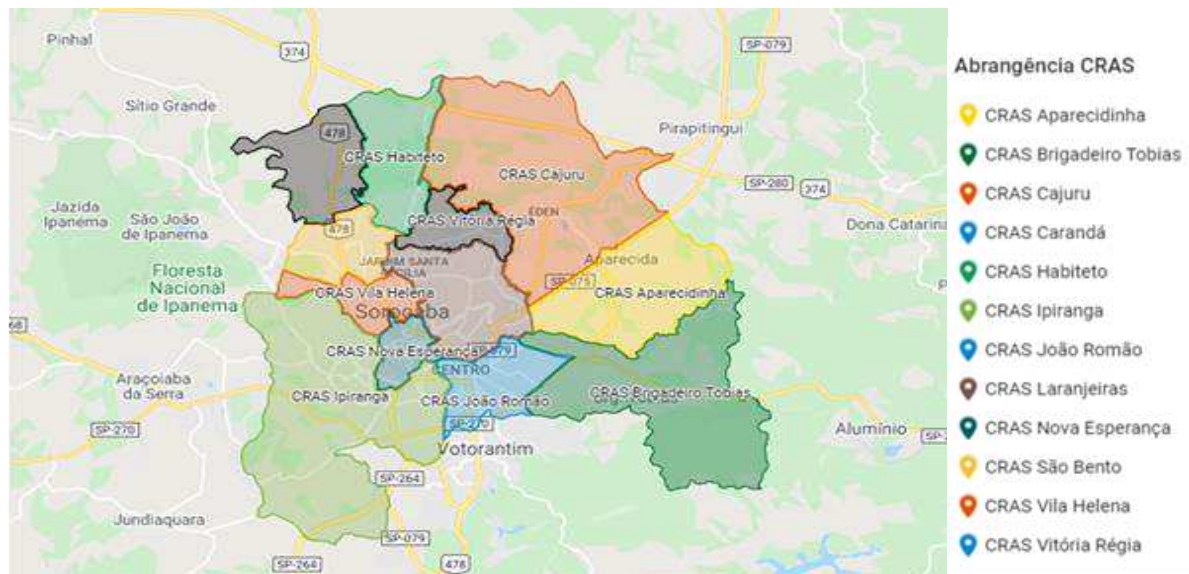 Pinhal
374
SP-079
Sítio Grande
478
Pirapitingui
CRAS Habiteto
CRAS Cajuru
SP-280
374
Jazida
Ipanema
São João
de Ipanema
ÉDEN
CRAS Vitória Régia
Dona Catarina
478
Floresta
Nacional
de Ipanema
JARDIM SANTA
CECÍLIA
Aparecida
SP-075
CRAS Vila Helena
CRAS Aparecidinha
Sorocaba
CRAS Nova Esperança
CENTRO
Araçoiaba
da Serra
CRAS Ipiranga
CRAS João Romão
CRAS Brigadeiro Tobias
SP-270
SP-270
Alumínio
Votorantim
SP-264
Jundiaquara
SP-079
SP-264
478
Abrangência CRAS
CRAS Aparecidinha
CRAS Brigadeiro Tobias
CRAS Cajuru
CRAS Carandá
CRAS Habiteto
CRAS Ipiranga
CRAS João Romão
CRAS Laranjeiras
CRAS Nova Esperança
CRAS São Bento
CRAS Vila Helena
CRAS Vitória Régia